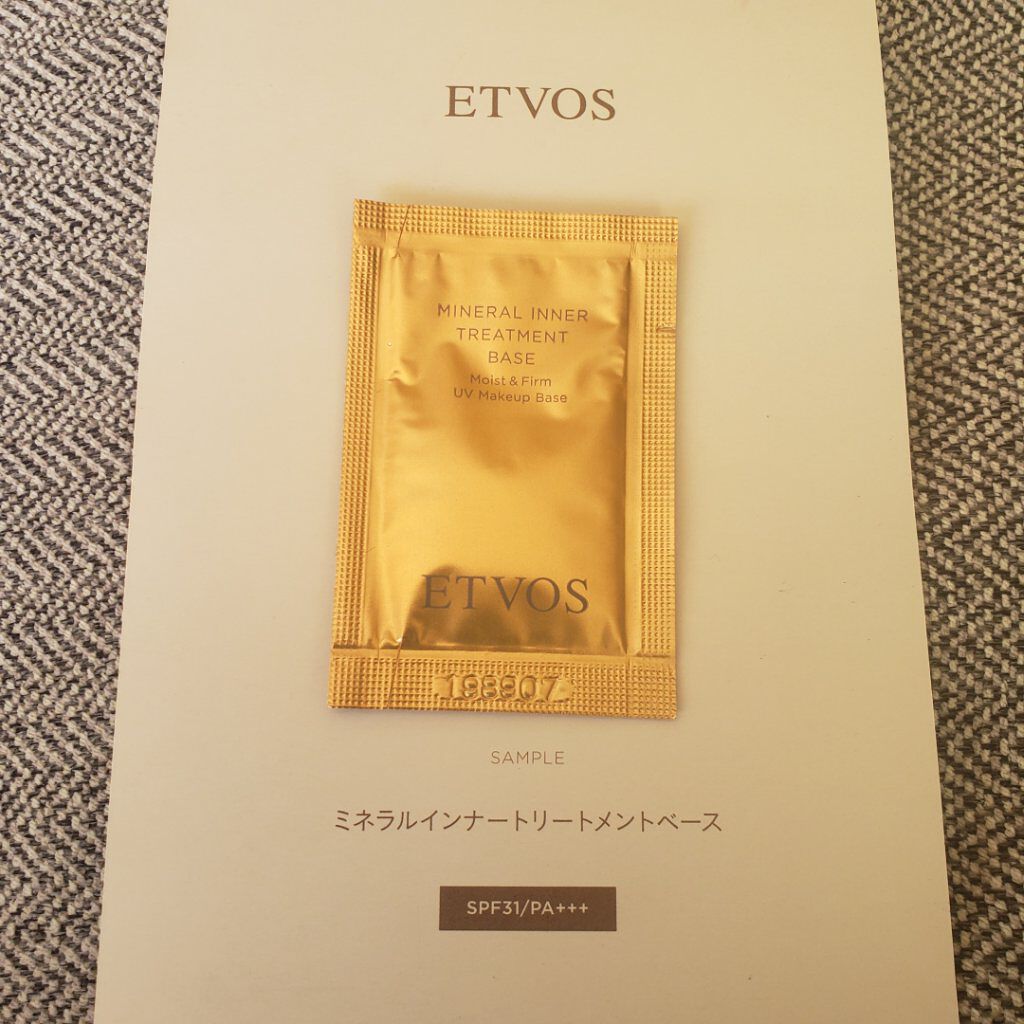 ETVOS
MINERAL INNER
TREATMENT
BASE
Moist & Firm
UV Makeup Base
ETVOS
198907
SAMPLE
ミネラルインナートリートメントベース
SPF31/PA+++